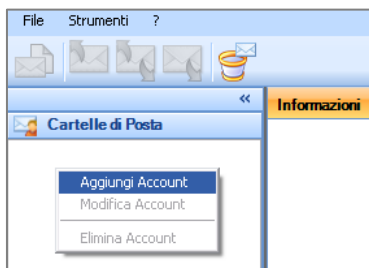 File Strumenti ?
« Informazioni
Cartelle di Posta
Aggiungi Account
Modifica Account
Elimina Account